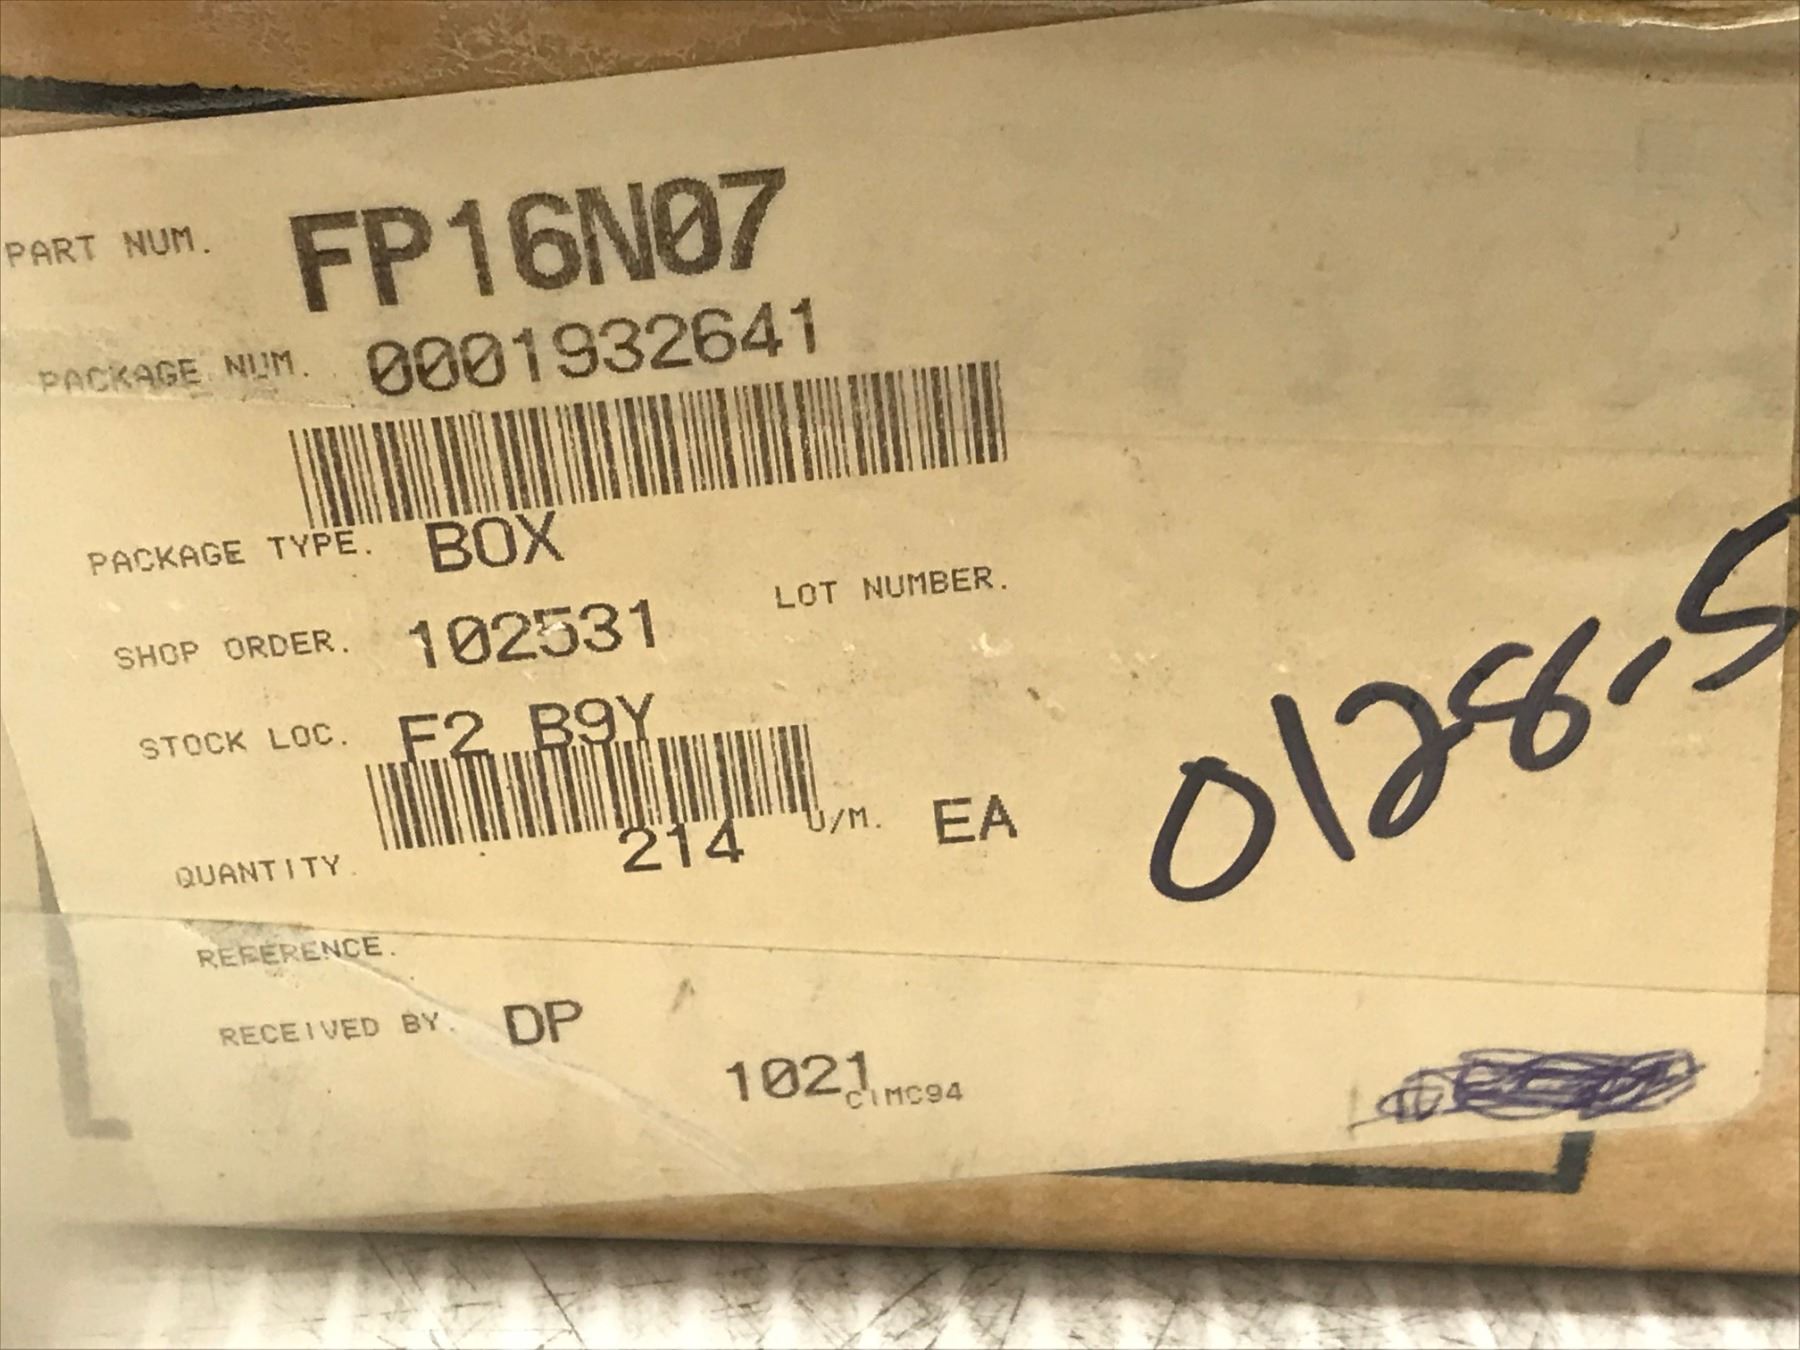 PART NUM. FP16N07
PACKAGE NUM. 0001932641
PACKAGE TYPE. BOX
LOT NUMBER.
SHOP ORDER. 102531
STOCK LOC. F2 B9Y
QUANTITY. 214 U/M. EA
0128.5
REFERENCE.
RECEIVED BY. DP
1021
CIMC94